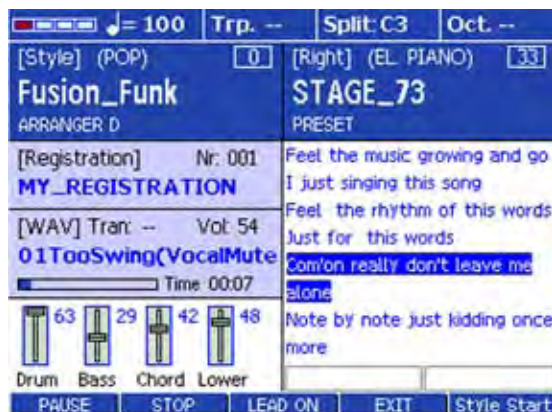 ♩= 100 Trp. -- Split: C3 Oct. --
[Style] (POP) 0
Fusion_Funk
ARRANGER D
[Right] (EL. PIANO) 33
STAGE_73
PRESET
[Registration] Nr: 001
MY_REGISTRATION
[WAV] Tran: -- Vol: 54
01TooSwing(VocalMute
Time 00:07
63 29 42 48
Drum Bass Chord Lower
Feel the music growing and go
I just singing this song
Feel the rhythm of this words
Just for this words
Com'on really don't leave me
alone
Note by note just kidding once
more
PAUSE STOP LEAD ON EXIT Style Start